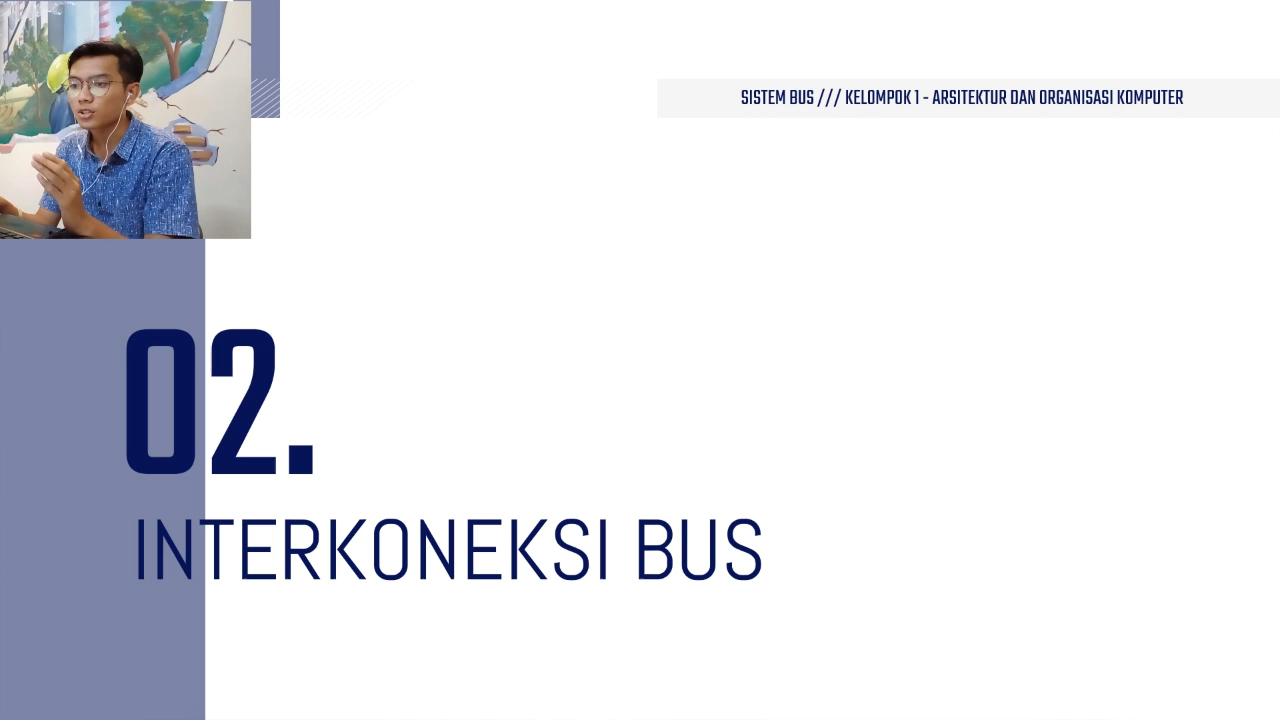 SISTEM BUS /// KELOMPOK 1 - ARSITEKTUR DAN ORGANISASI KOMPUTER
02.
INTERKONEKSI BUS